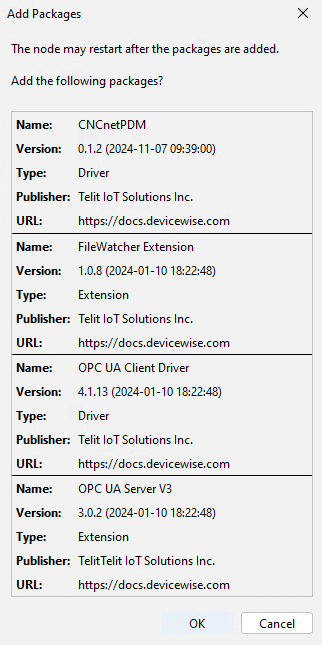 Add Packages
The node may restart after the packages are added.
Add the following packages?
Name: CNCnetPDM
Version: 0.1.2 (2024-11-07 09:39:00)
Type: Driver
Publisher: Telit IoT Solutions Inc.
URL: https://docs.devicewise.com
Name: FileWatcher Extension
Version: 1.0.8 (2024-01-10 18:22:48)
Type: Extension
Publisher: Telit IoT Solutions Inc.
URL: https://docs.devicewise.com
Name: OPC UA Client Driver
Version: 4.1.13 (2024-01-10 18:22:48)
Type: Driver
Publisher: Telit IoT Solutions Inc.
URL: https://docs.devicewise.com
Name: OPC UA Server V3
Version: 3.0.2 (2024-01-10 18:22:48)
Type: Extension
Publisher: TelitTelit IoT Solutions Inc.
URL: https://docs.devicewise.com
OK Cancel